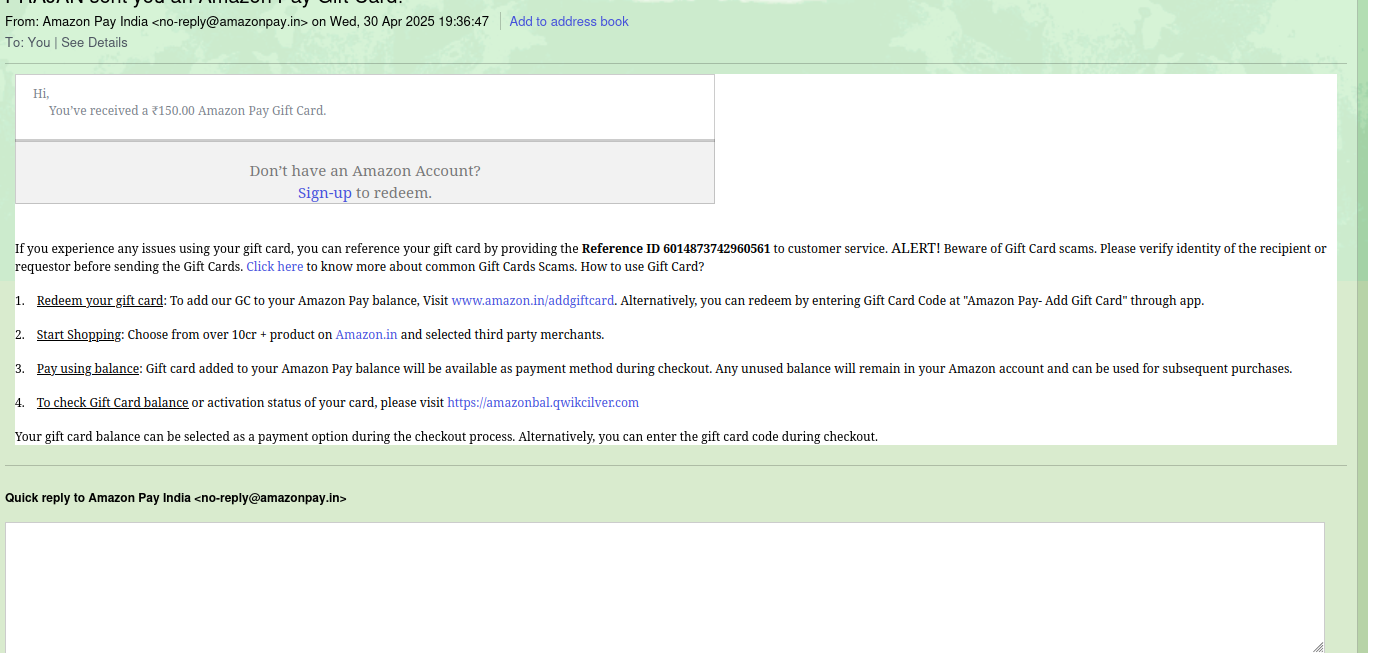 PRAJAN sent you an Amazon Pay Gift Card!
From: Amazon Pay India <no-reply@amazonpay.in> on Wed, 30 Apr 2025 19:36:47 Add to address book
To: You | See Details
Hi,
You've received a ₹150.00 Amazon Pay Gift Card.
Don't have an Amazon Account?
Sign-up to redeem.
If you experience any issues using your gift card, you can reference your gift card by providing the Reference ID 6014873742960561 to customer service. ALERT! Beware of Gift Card scams. Please verify identity of the recipient or
requestor before sending the Gift Cards. Click here to know more about common Gift Cards Scams. How to use Gift Card?
1. Redeem your gift card: To add our GC to your Amazon Pay balance, Visit www.amazon.in/addgiftcard. Alternatively, you can redeem by entering Gift Card Code at "Amazon Pay- Add Gift Card" through app.
2. Start Shopping: Choose from over 10cr + product on Amazon.in and selected third party merchants.
3. Pay using balance: Gift card added to your Amazon Pay balance will be available as payment method during checkout. Any unused balance will remain in your Amazon account and can be used for subsequent purchases.
4. To check Gift Card balance or activation status of your card, please visit https://amazonbal.qwikcilver.com
Your gift card balance can be selected as a payment option during the checkout process. Alternatively, you can enter the gift card code during checkout.
Quick reply to Amazon Pay India <no-reply@amazonpay.in>